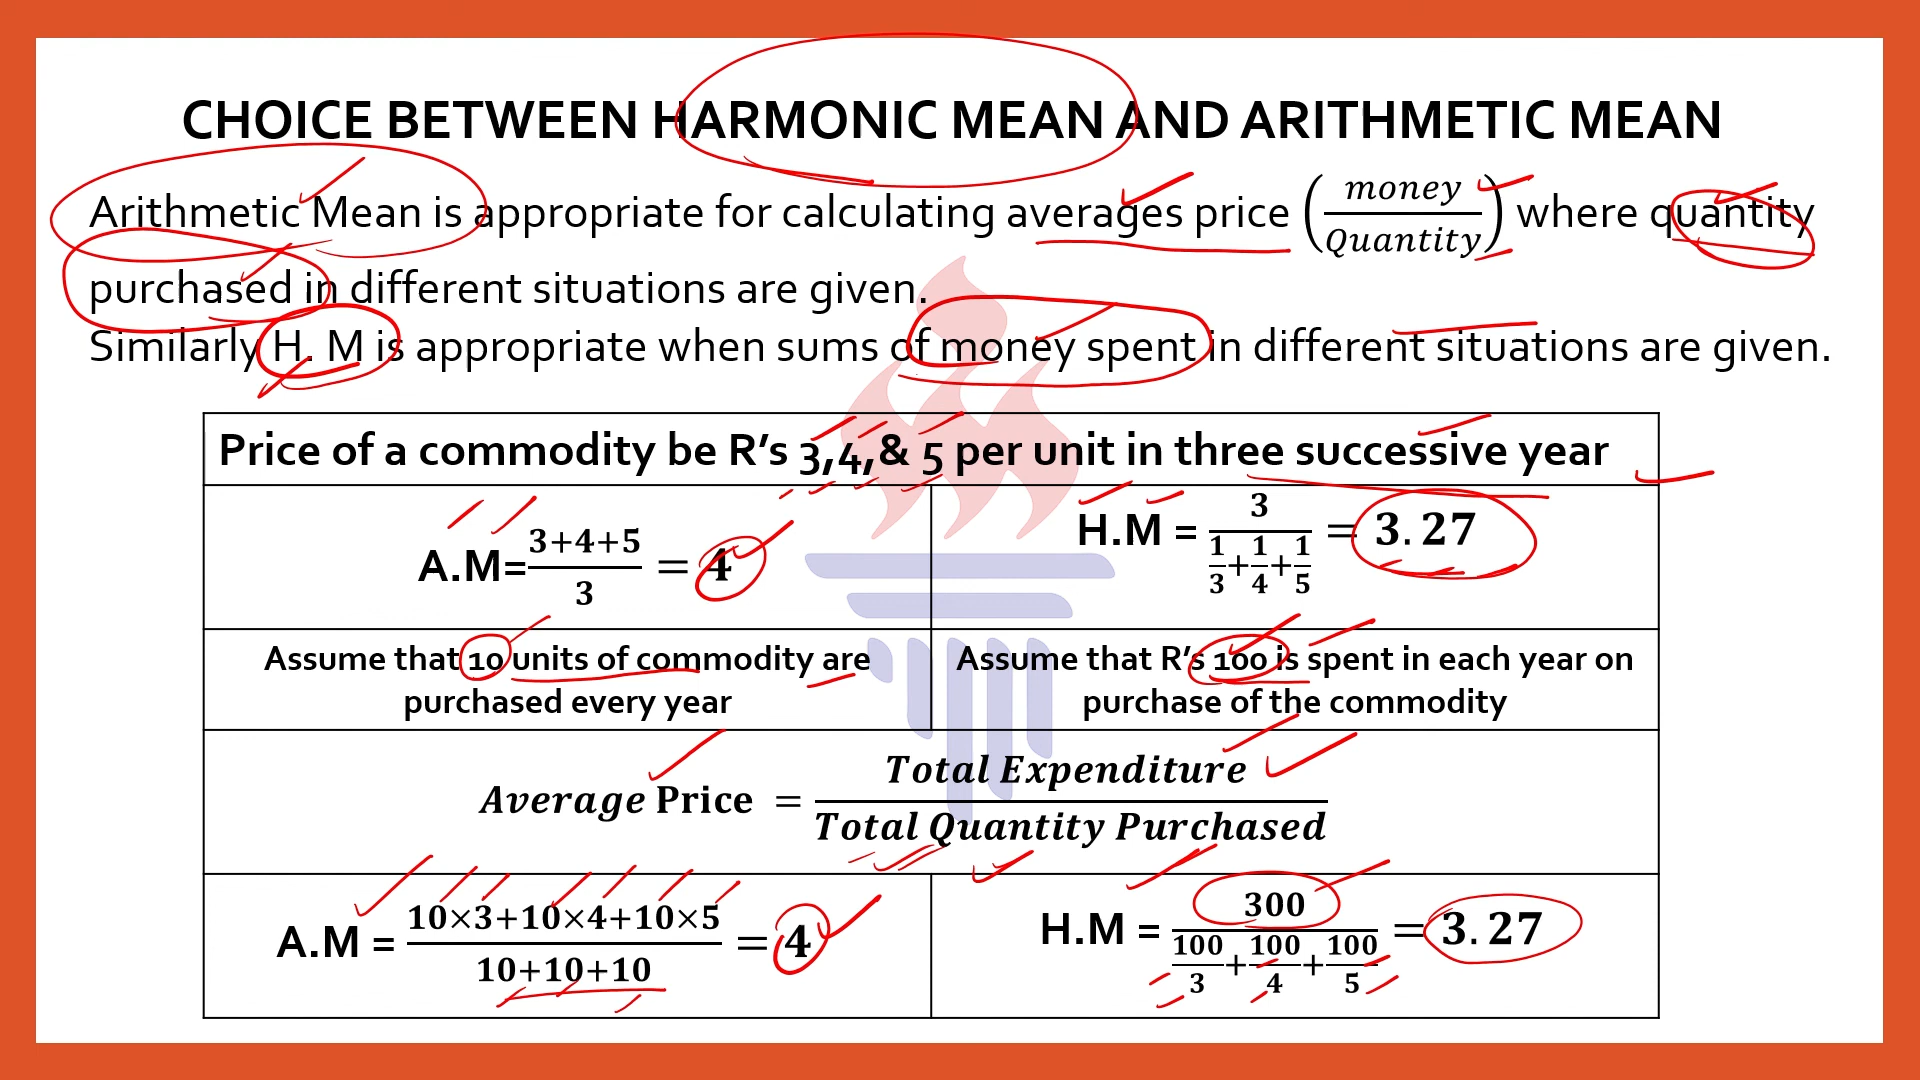 CHOICE BETWEEN HARMONIC MEAN AND ARITHMETIC MEAN
Arithmetic Mean is appropriate for calculating averages price (money/Quantity) where quantity
purchased in different situations are given.
Similarly H. M is appropriate when sums of money spent in different situations are given.
Price of a commodity be R's 3,4,& 5 per unit in three successive year
A.M= (3+4+5)/3 = 4
H.M = 3/(1/3+1/4+1/5) = 3.27
Assume that 10 units of commodity are
purchased every year
Assume that R's 100 is spent in each year on
purchase of the commodity
Average Price = Total Expenditure/Total Quantity Purchased
A.M = (10×3+10×4+10×5)/(10+10+10) = 4
H.M = 300/(100/3+100/4+100/5) = 3.27